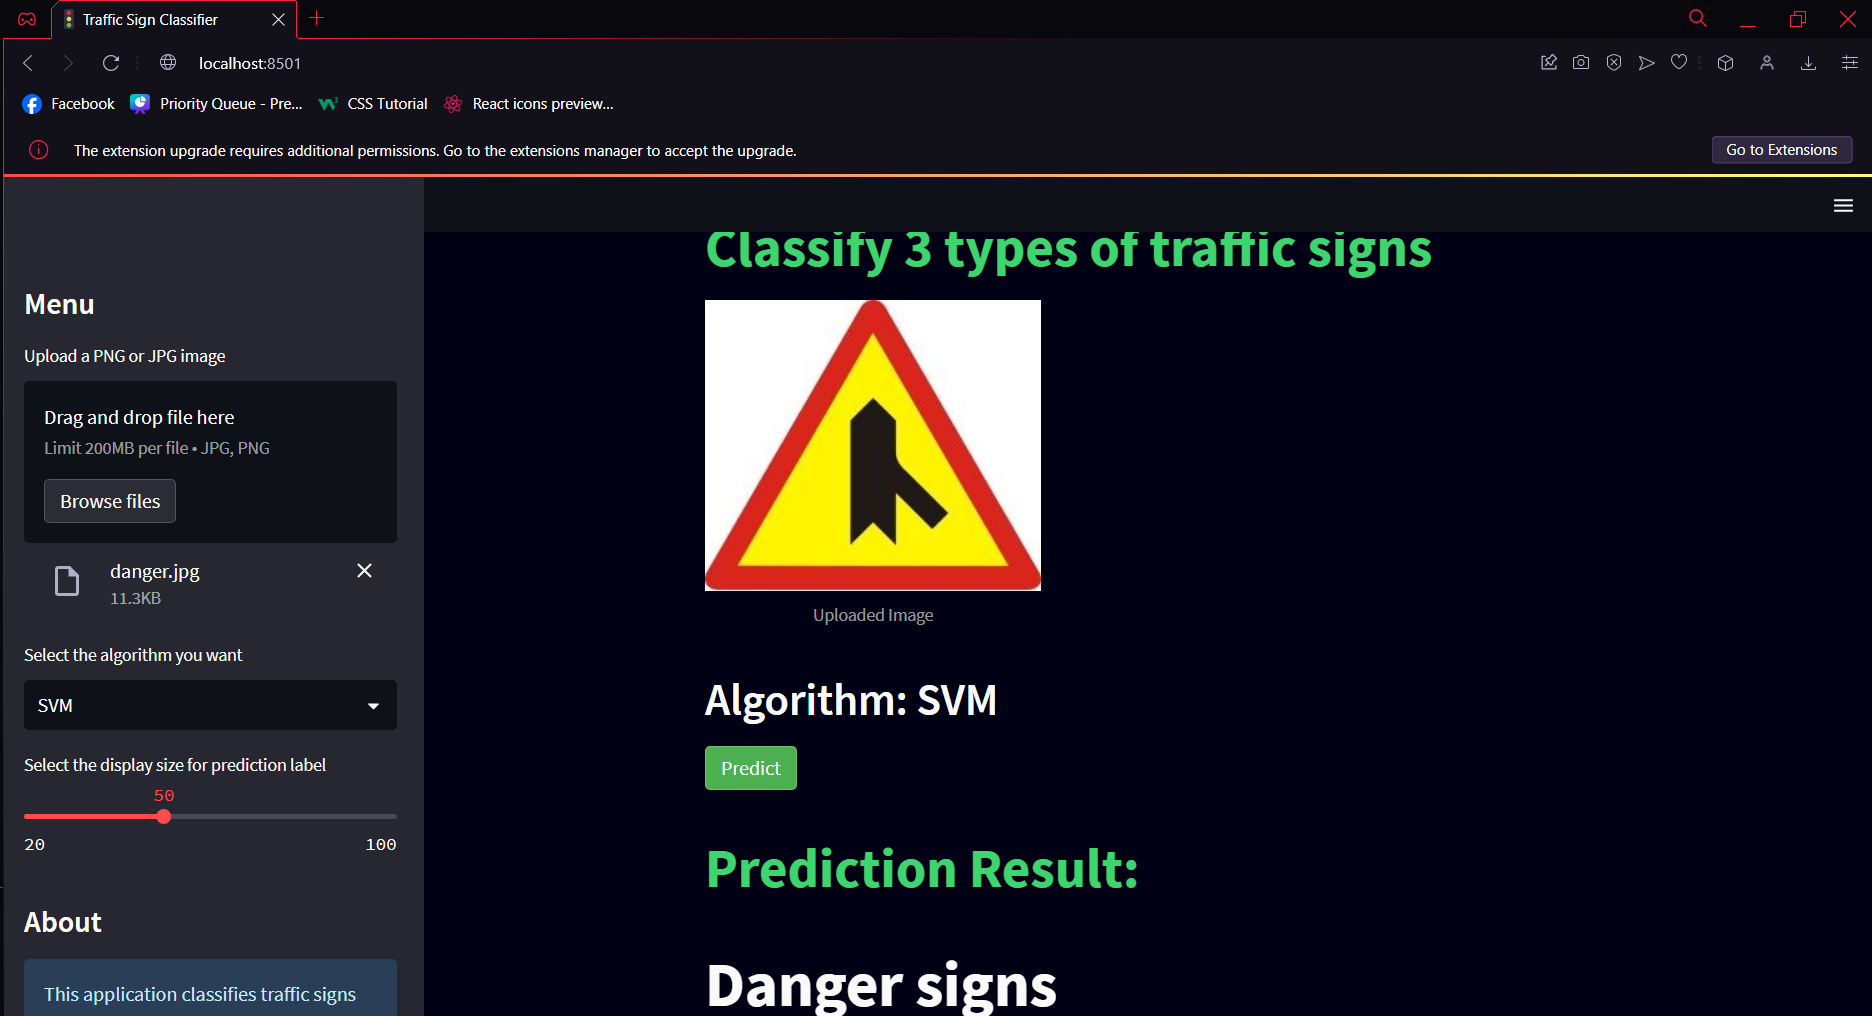 Traffic Sign Classifier
localhost:8501
Facebook Priority Queue - Pre... CSS Tutorial React icons preview...
The extension upgrade requires additional permissions. Go to the extensions manager to accept the upgrade. Go to Extensions
Menu
Upload a PNG or JPG image
Drag and drop file here
Limit 200MB per file • JPG, PNG
Browse files
danger.jpg
11.3KB
Select the algorithm you want
SVM
Select the display size for prediction label
50
20 100
About
This application classifies traffic signs
Classify 3 types of traffic signs
Uploaded Image
Algorithm: SVM
Predict
Prediction Result:
Danger signs